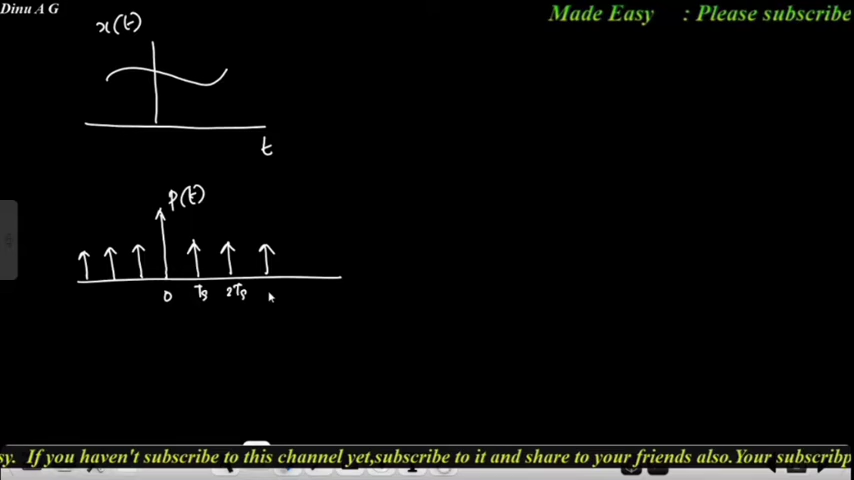 Dinu A G
Made Easy : Please subscribe
x(t)
t
p(t)
0 Ts 2Ts
sy. If you haven't subscribe to this channel yet,subscribe to it and share to your friends also.Your subscribp